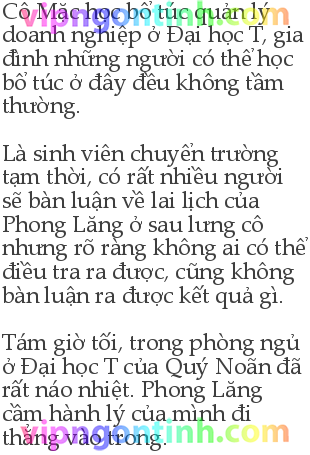 Cô Mặc học bổ túc quản lý
vipngontinh.com
doanh nghiệp ở Đại học T, gia
đình những người có thể học
bổ túc ở đây đều không tầm
thường.
Là sinh viên chuyển trường
tạm thời, có rất nhiều người
sẽ bàn luận về lai lịch của
Phong Lăng ở sau lưng cô
nhưng rõ ràng không ai có thể
điều tra ra được, cũng không
bàn luận ra được kết quả gì.
Tám giờ tối, trong phòng ngủ
ở Đại học T của Quý Noãn đã
rất náo nhiệt. Phong Lăng
cầm hành lý của mình đi
thẳng vào trong.
vipngontinh.com